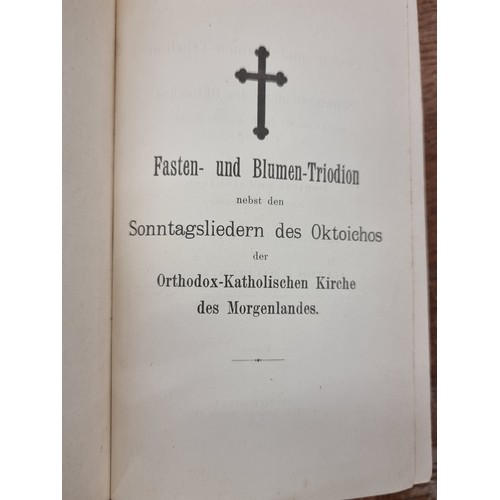 Fasten- und Blumen-Triodion
nebst den
Sonntagsliedern des Oktoichos
der
Orthodox-Katholischen Kirche
des Morgenlandes.